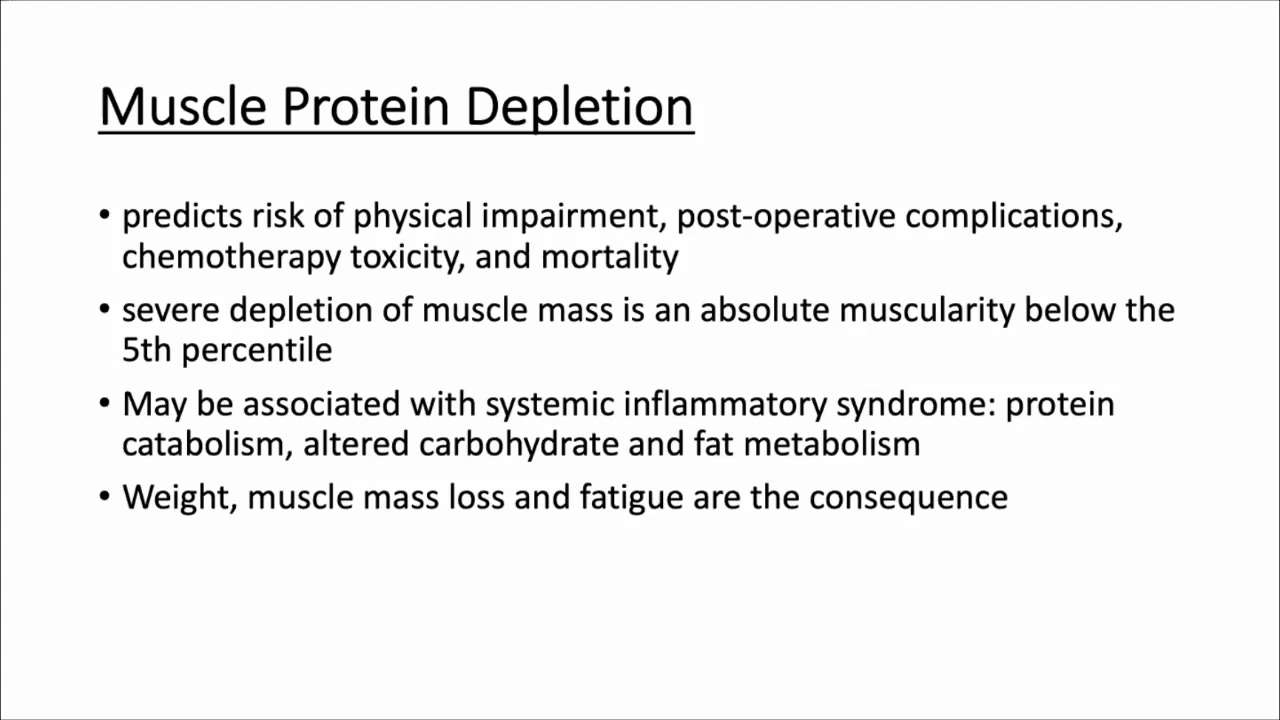 Muscle Protein Depletion
• predicts risk of physical impairment, post-operative complications,
chemotherapy toxicity, and mortality
• severe depletion of muscle mass is an absolute muscularity below the
5th percentile
• May be associated with systemic inflammatory syndrome: protein
catabolism, altered carbohydrate and fat metabolism
• Weight, muscle mass loss and fatigue are the consequence